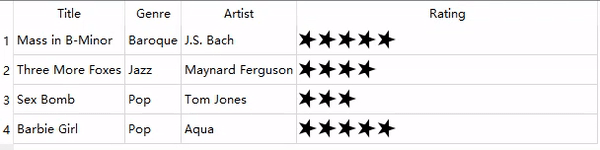 Title Genre Artist Rating
1 Mass in B-Minor Baroque J.S. Bach ★★★★★
2 Three More Foxes Jazz Maynard Ferguson ★★★★
3 Sex Bomb Pop Tom Jones ★★★
4 Barbie Girl Pop Aqua ★★★★★